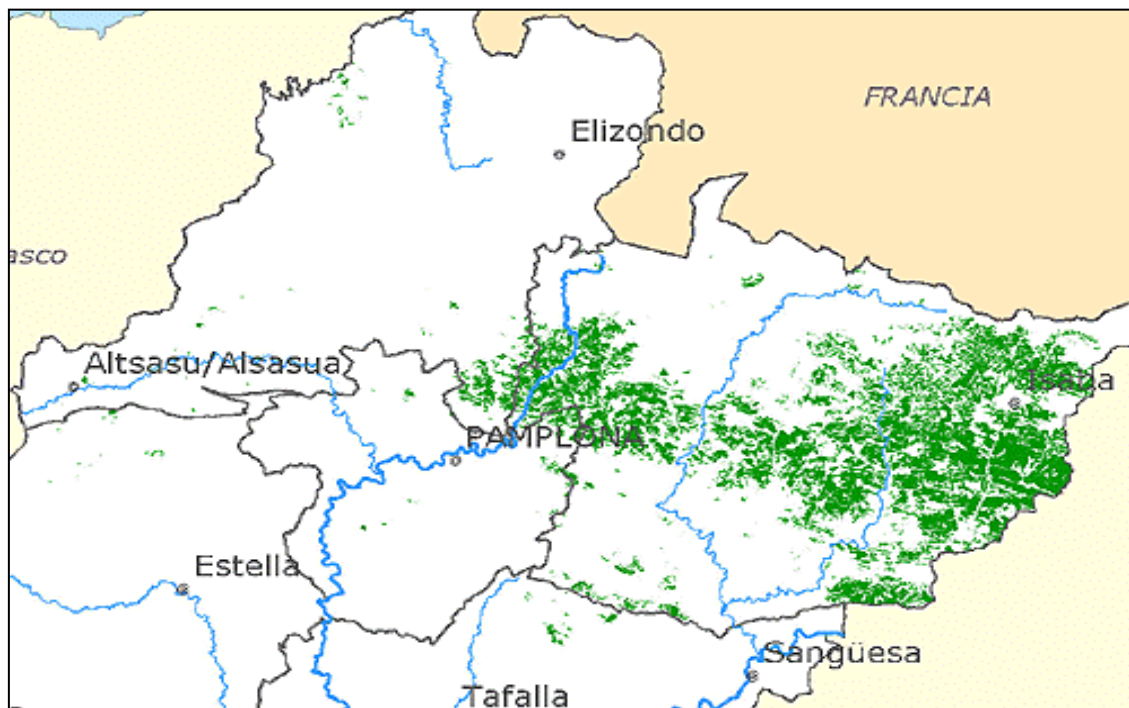 FRANCIA
Elizondo
asco
Altsasu/Alsasua
Isaba
PAMPLONA
Estella
Sangüesa
Tafalla